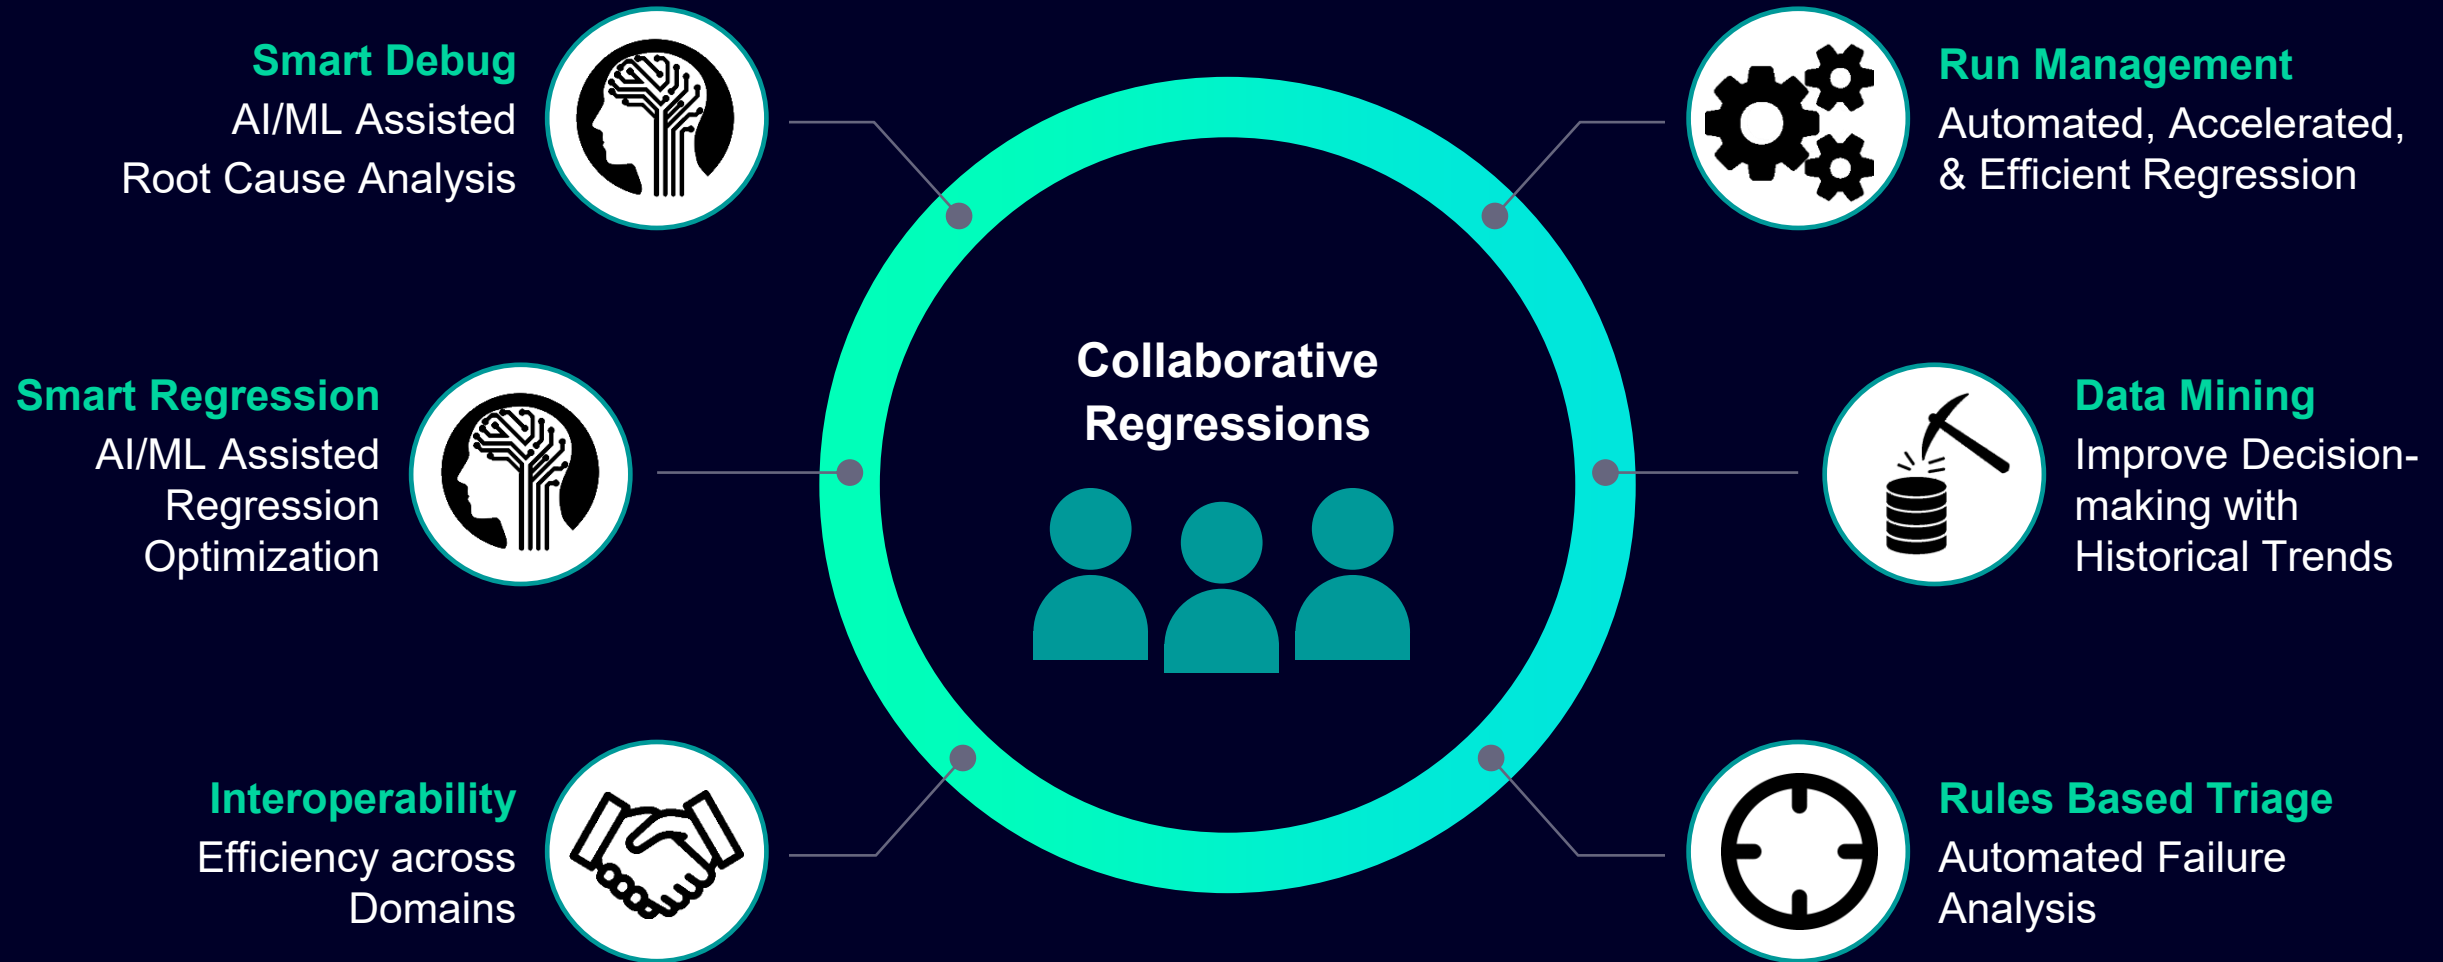 Smart Debug
AI/ML Assisted
Root Cause Analysis
Smart Regression
AI/ML Assisted
Regression
Optimization
Interoperability
Efficiency across
Domains
Collaborative
Regressions
Run Management
Automated, Accelerated,
& Efficient Regression
Data Mining
Improve Decision-
making with
Historical Trends
Rules Based Triage
Automated Failure
Analysis